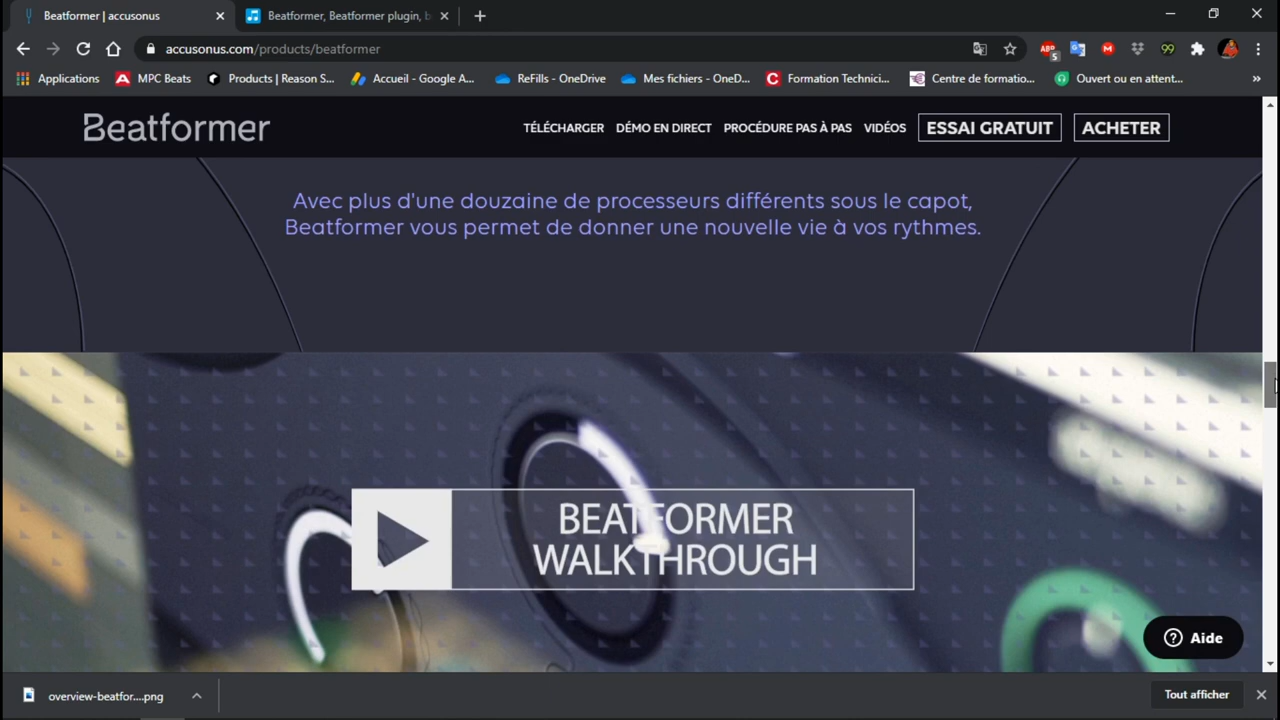 Beatformer | accusonus
Beatformer, Beatformer plugin, b
accusonus.com/products/beatformer
ABP
5
99
Applications
MPC Beats
Products | Reason S...
Accueil - Google A...
ReFills - OneDrive
Mes fichiers - OneD...
Formation Technici...
Centre de formatio...
Ouvert ou en attent...
»
Beatformer
TÉLÉCHARGER
DÉMO EN DIRECT
PROCÉDURE PAS À PAS
VIDÉOS
ESSAI GRATUIT
ACHETER
Avec plus d'une douzaine de processeurs différents sous le capot,
Beatformer vous permet de donner une nouvelle vie à vos rythmes.
BEATFORMER
WALKTHROUGH
Aide
overview-beatfor....png
Tout afficher